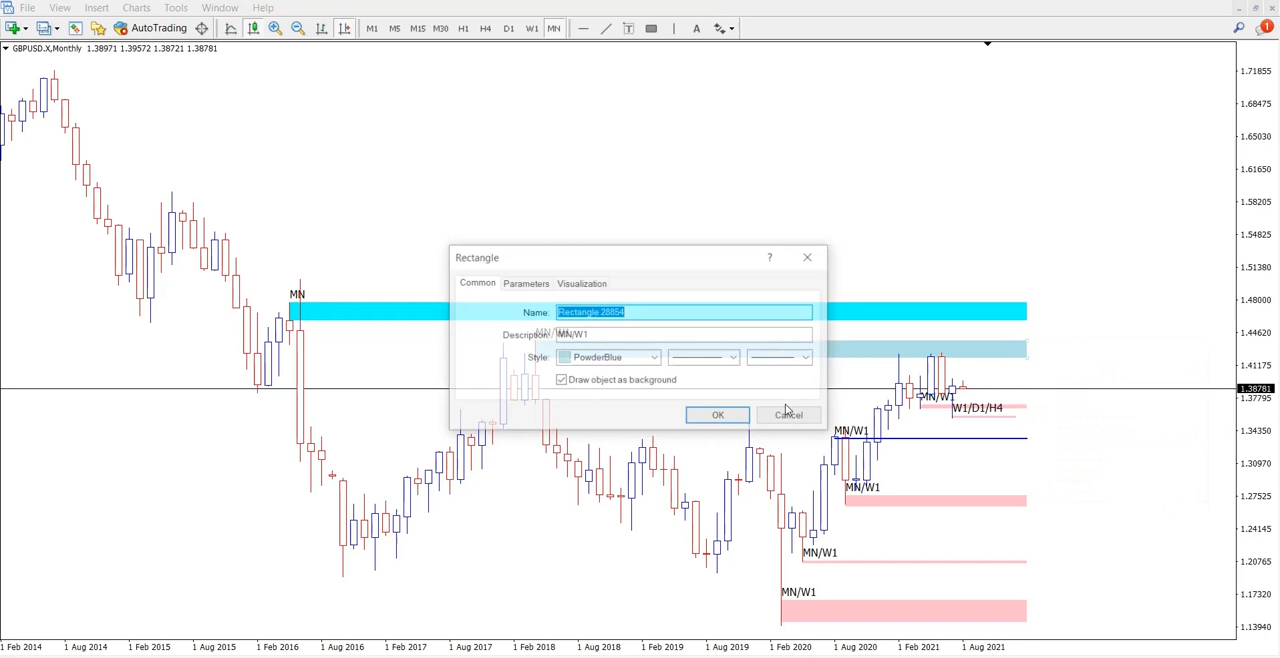 File View Insert Charts Tools Window Help
AutoTrading M1 M5 M15 M30 H1 H4 D1 W1 MN A 1
GBPUSD.X,Monthly 1.38971 1.39572 1.38721 1.38781
1.71855
1.68475
1.65030
1.61650
1.58205
1.54825
1.51380
1.48000
1.44620
1.41175
1.38781
1.37795
1.34350
1.30970
1.27525
1.24145
1.20765
1.17320
1.13940
MN
Rectangle ?
Common Parameters Visualization
Name: Rectangle 28854
MN/W1
Description: MN/W1
Style: PowderBlue
Draw object as background
OK Cancel
MN/W1
W1/D1/H4
MN/W1
MN/W1
MN/W1
MN/W1
1 Feb 2014 1 Aug 2014 1 Feb 2015 1 Aug 2015 1 Feb 2016 1 Aug 2016 1 Feb 2017 1 Aug 2017 1 Feb 2018 1 Aug 2018 1 Feb 2019 1 Aug 2019 1 Feb 2020 1 Aug 2020 1 Feb 2021 1 Aug 2021